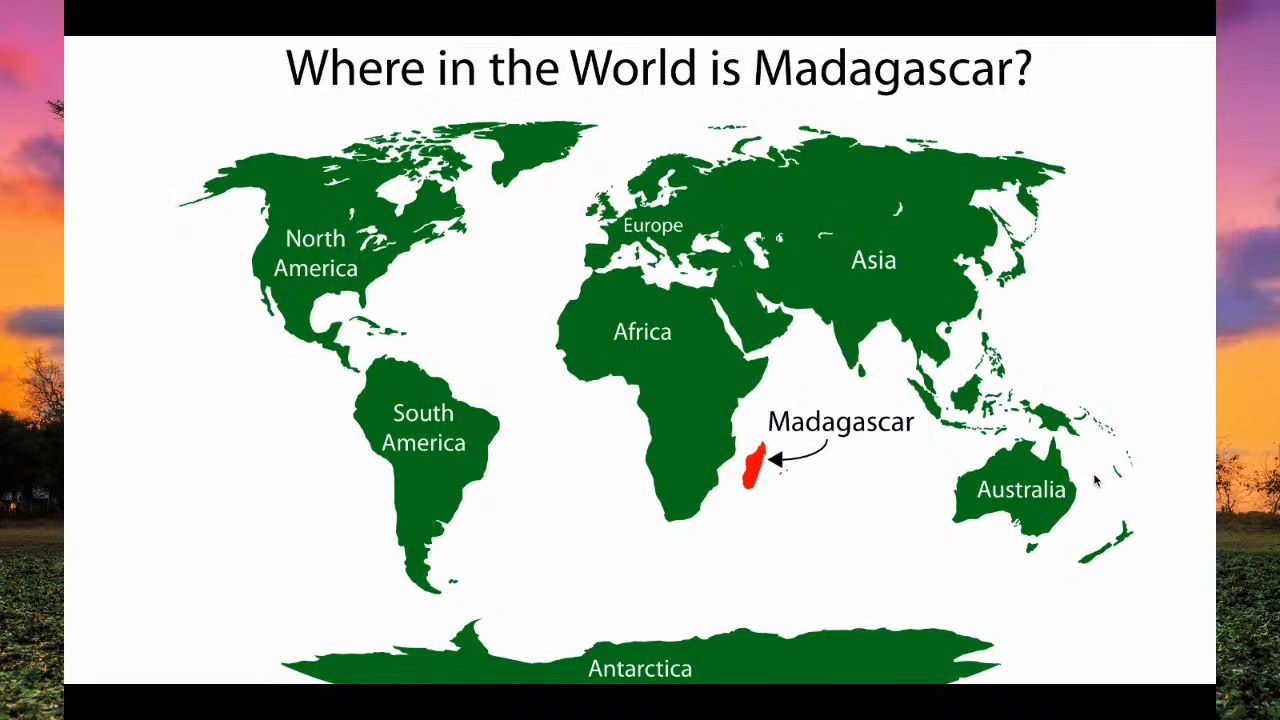 Where in the World is Madagascar?
North
America
Europe
Asia
Africa
South
America
Madagascar
Australia
Antarctica